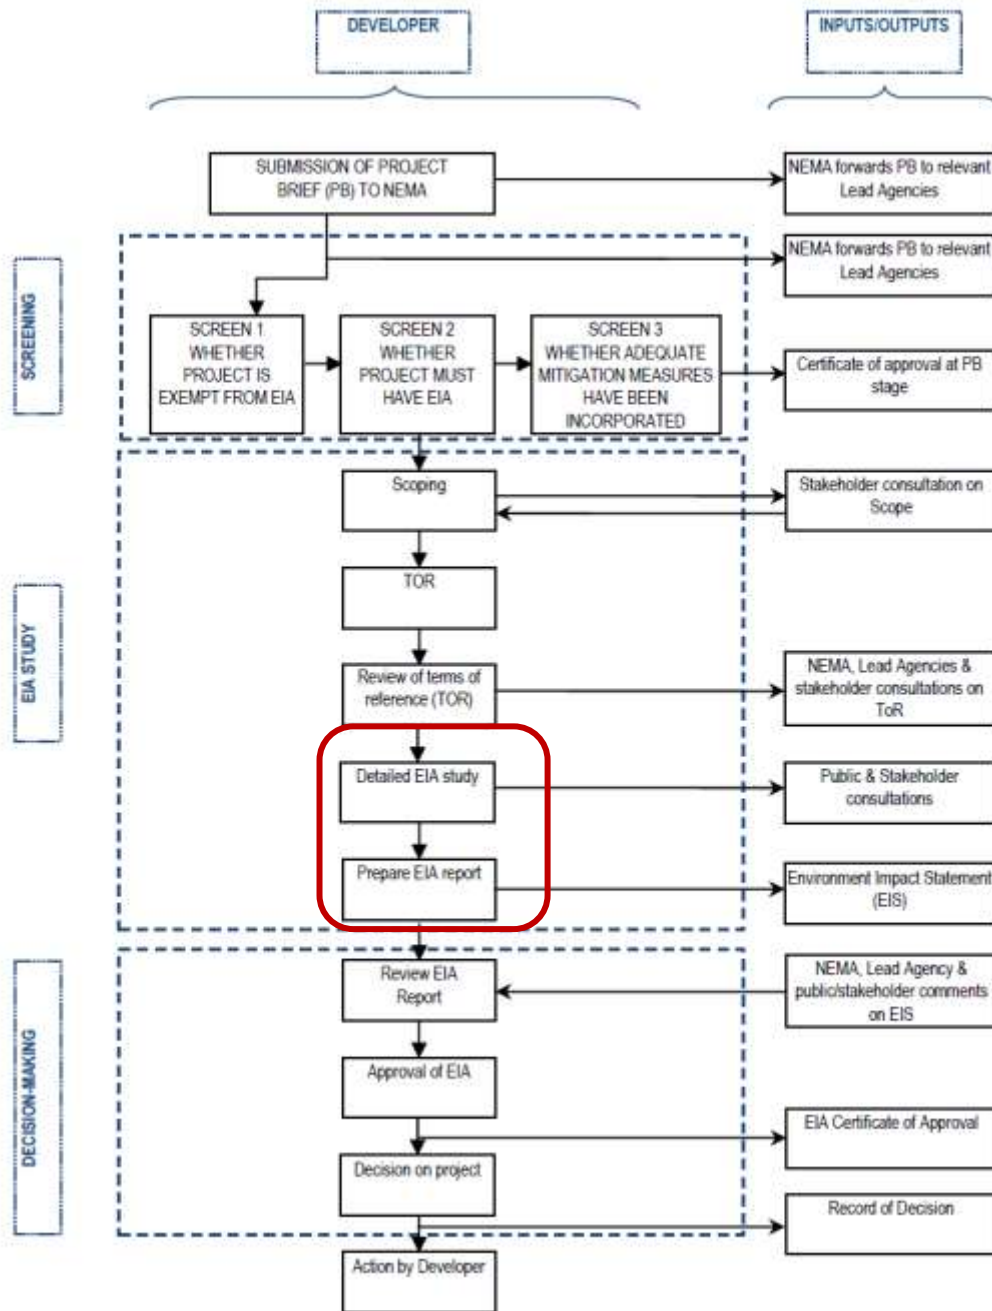 DEVELOPER
INPUTS/OUTPUTS
SUBMISSION OF PROJECT
BRIEF (PB) TO NEMA
NEMA forwards PB to relevant
Lead Agencies
NEMA forwards PB to relevant
Lead Agencies
SCREENING
SCREEN 1
WHETHER
PROJECT IS
EXEMPT FROM EIA
SCREEN 2
WHETHER
PROJECT MUST
HAVE EIA
SCREEN 3
WHETHER ADEQUATE
MITIGATION MEASURES
HAVE BEEN
INCORPORATED
Certificate of approval at PB
stage
EIA STUDY
Scoping
Stakeholder consultation on
Scope
TOR
Review of terms of
reference (TOR)
NEMA, Lead Agencies &
stakeholder consultations on
ToR
Detailed EIA study
Public & Stakeholder
consultations
Prepare EIA report
Environment Impact Statement
(EIS)
DECISION-MAKING
Review EIA
Report
NEMA, Lead Agency &
public/stakeholder comments
on EIS
Approval of EIA
EIA Certificate of Approval
Decision on project
Record of Decision
Action by Developer